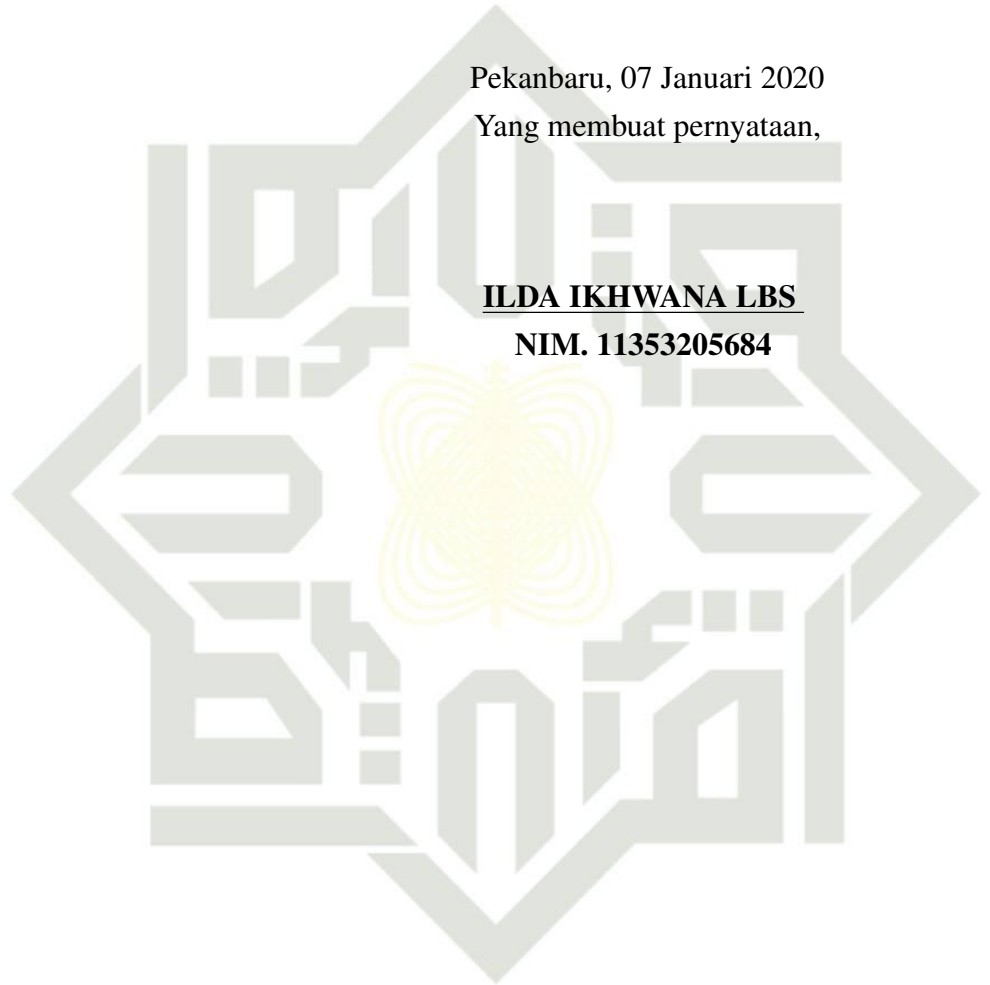 Pekanbaru, 07 Januari 2020
Yang membuat pernyataan,
ILDA IKHWANA LBS
NIM. 11353205684